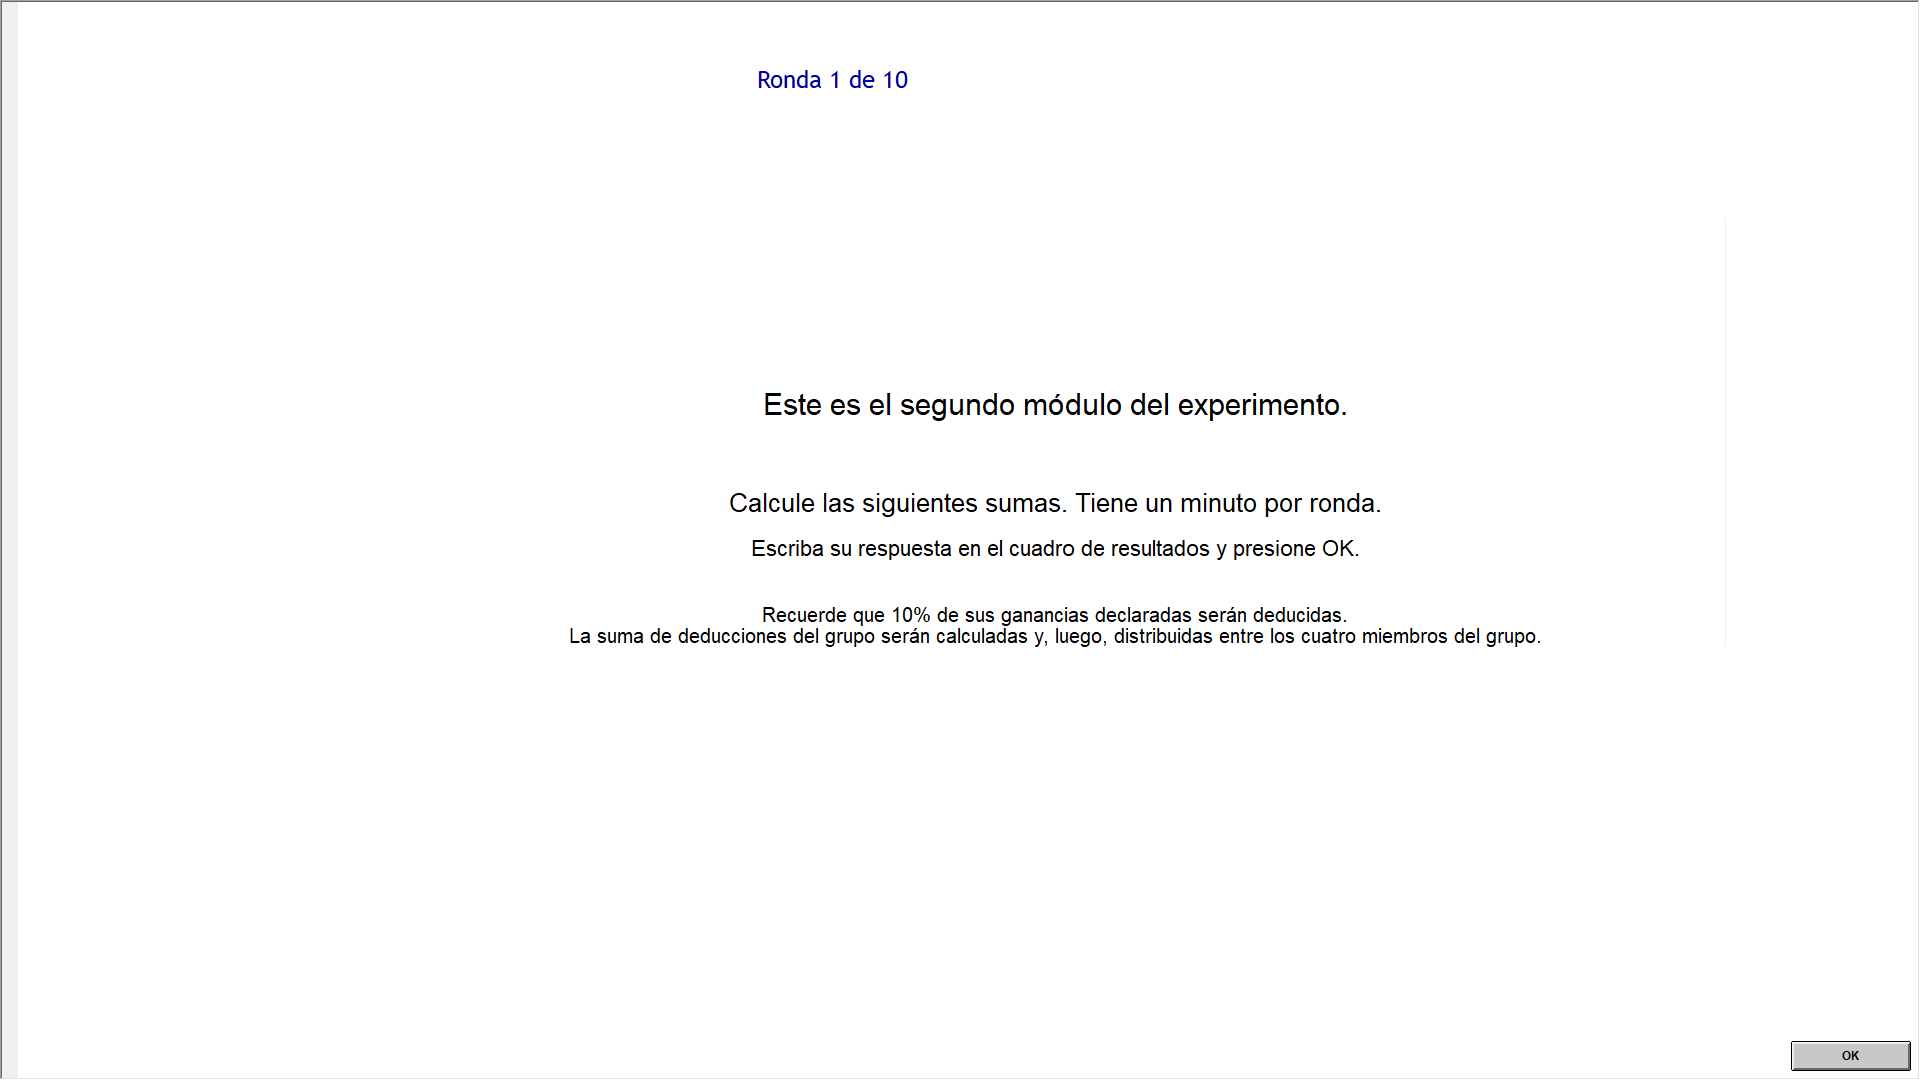 Ronda 1 de 10
Este es el segundo módulo del experimento.
Calcule las siguientes sumas. Tiene un minuto por ronda.
Escriba su respuesta en el cuadro de resultados y presione OK.
Recuerde que 10% de sus ganancias declaradas serán deducidas.
La suma de deducciones del grupo serán calculadas y, luego, distribuidas entre los cuatro miembros del grupo.
OK